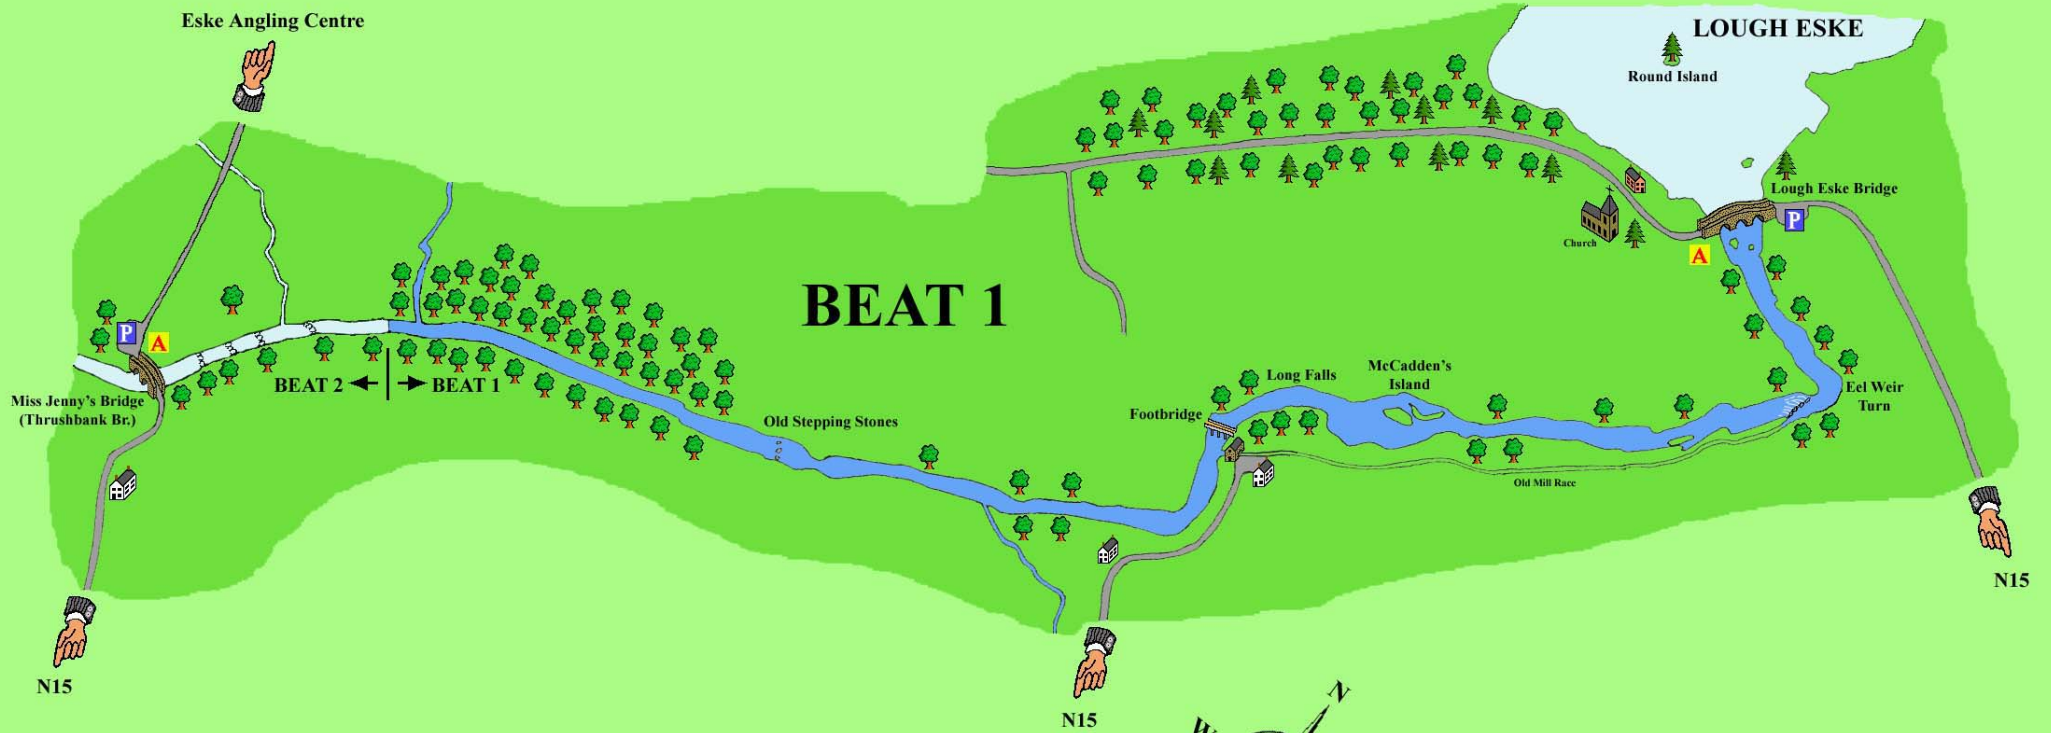 Eske Angling Centre
LOUGH ESKE
Round Island
Lough Eske Bridge
P
Church
A
BEAT 1
P
A
BEAT 2
BEAT 1
Miss Jenny's Bridge
(Thrushbank Br.)
Old Stepping Stones
Footbridge
Long Falls
McCadden's
Island
Eel Weir
Turn
Old Mill Race
N15
N15
N15
N
W